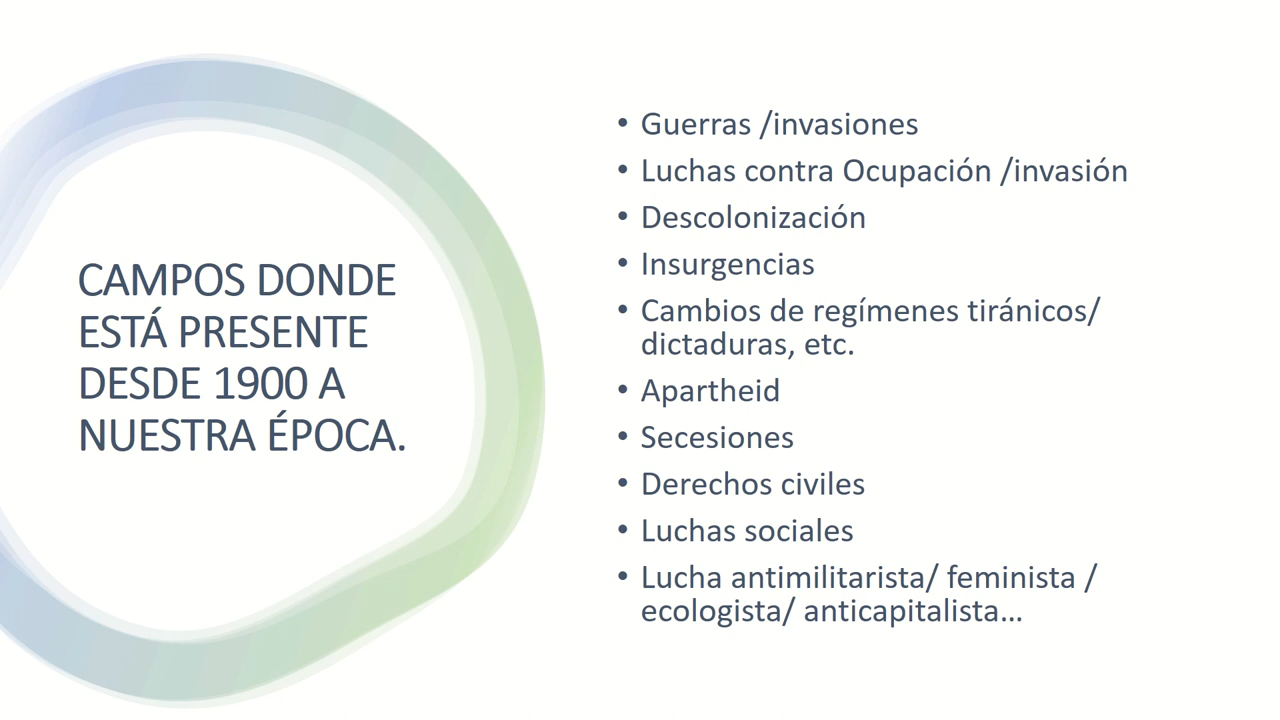 CAMPOS DONDE
ESTÁ PRESENTE
DESDE 1900 A
NUESTRA ÉPOCA.
• Guerras /invasiones
• Luchas contra Ocupación /invasión
• Descolonización
• Insurgencias
• Cambios de regímenes tiránicos/
dictaduras, etc.
• Apartheid
• Secesiones
• Derechos civiles
• Luchas sociales
• Lucha antimilitarista/ feminista /
ecologista/ anticapitalista...